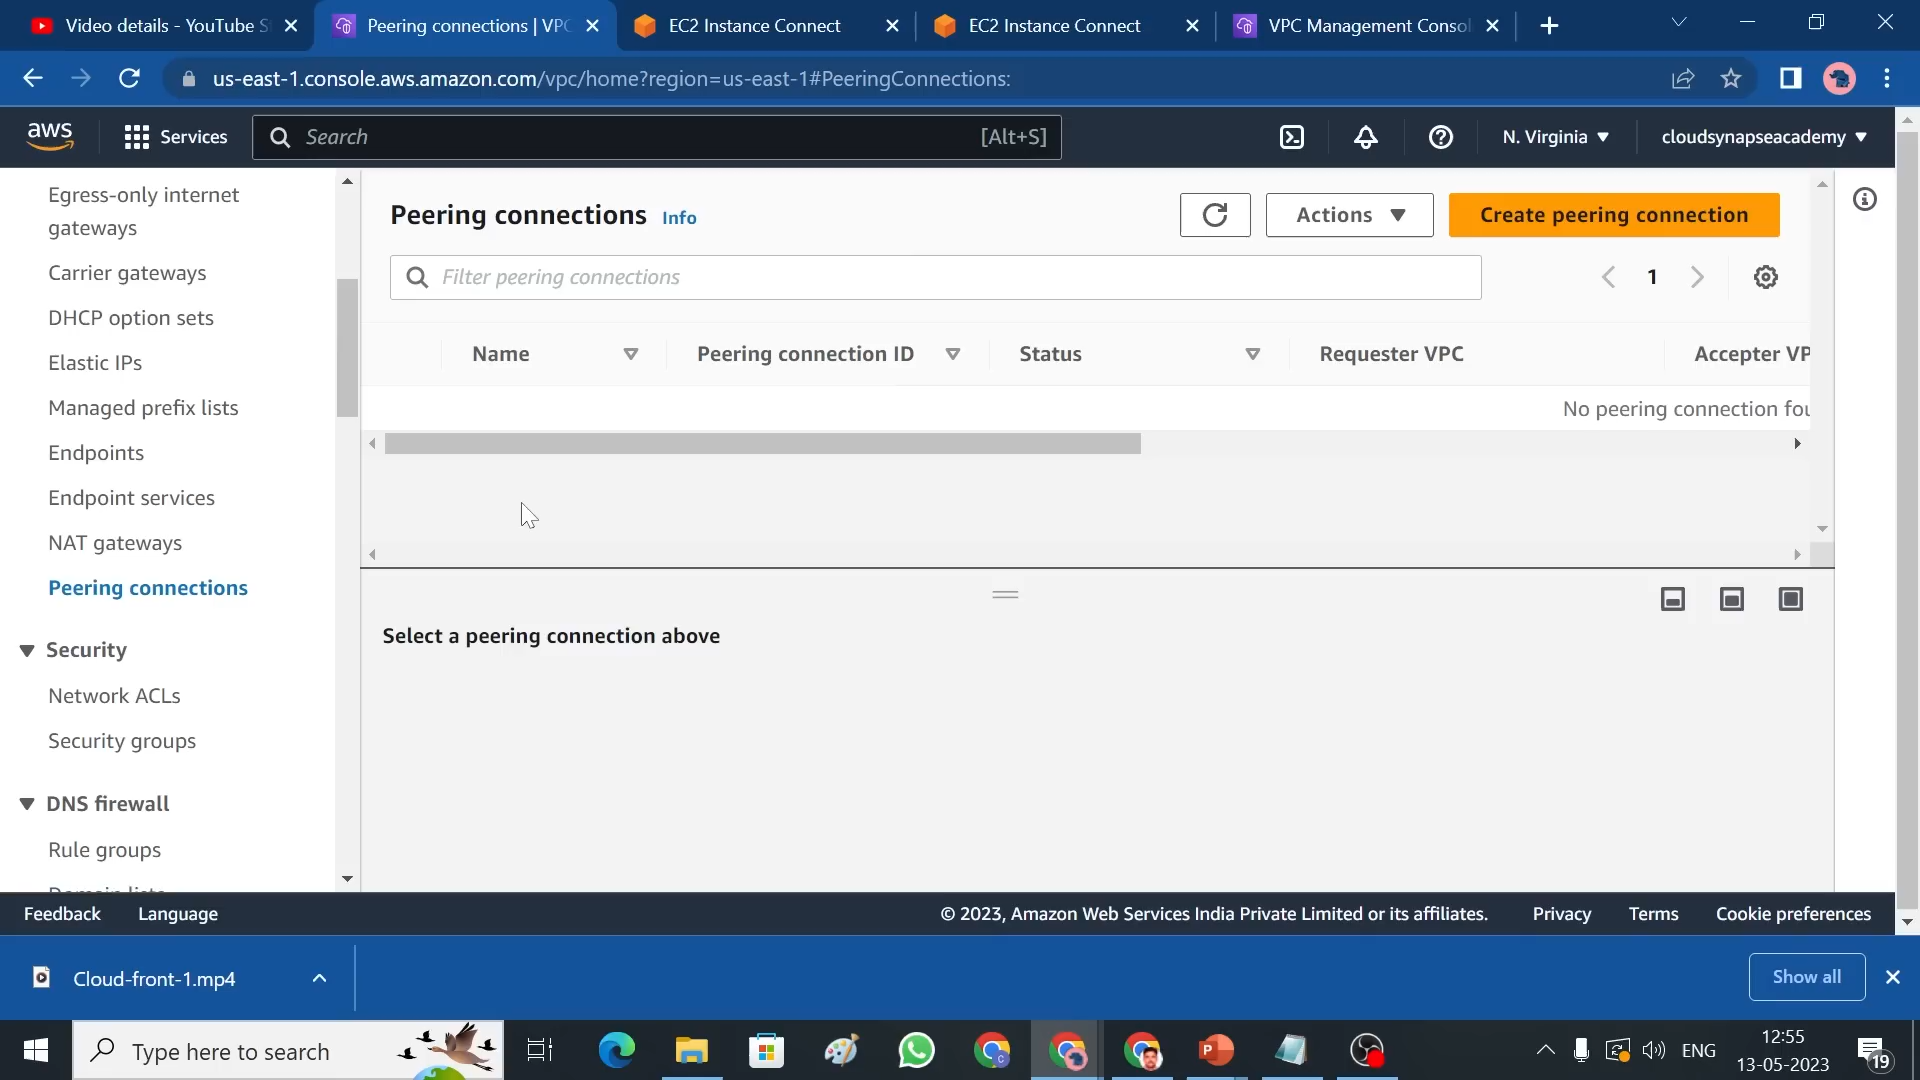 Video details - YouTube S
Peering connections | VPC
EC2 Instance Connect
EC2 Instance Connect
VPC Management Consol
us-east-1.console.aws.amazon.com/vpc/home?region=us-east-1#PeeringConnections:
aws
Services
Search
[Alt+S]
N. Virginia
cloudsynapseacademy
Egress-only internet
gateways
Carrier gateways
DHCP option sets
Elastic IPs
Managed prefix lists
Endpoints
Endpoint services
NAT gateways
Peering connections
Security
Network ACLs
Security groups
DNS firewall
Rule groups
Domain lists
Peering connections Info
Actions
Create peering connection
Filter peering connections
1
Name
Peering connection ID
Status
Requester VPC
Accepter VP
No peering connection fou
Select a peering connection above
Feedback
Language
© 2023, Amazon Web Services India Private Limited or its affiliates.
Privacy
Terms
Cookie preferences
Cloud-front-1.mp4
Show all
Type here to search
ENG
12:55
13-05-2023
19